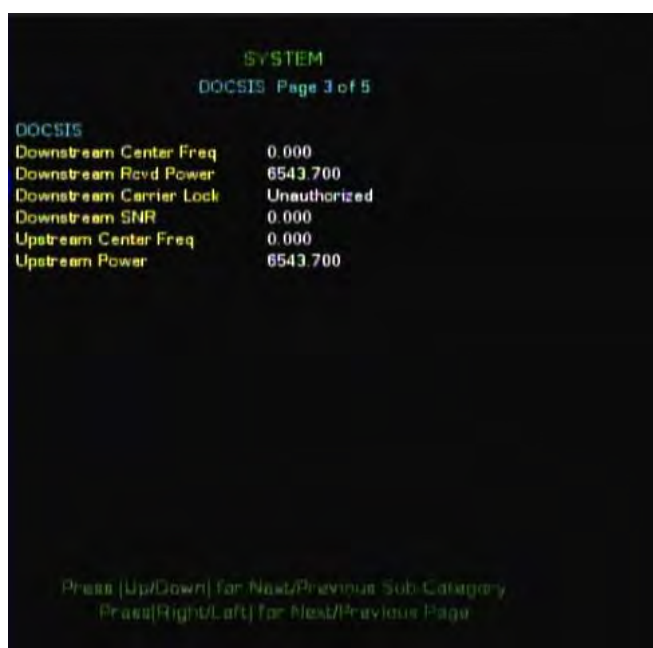 SYSTEM
DOCSIS Page 3 of 5
DOCSIS
Downstream Center Freq 0.000
Downstream Rcvd Power 6543.700
Downstream Carrier Lock Unauthorized
Downstream SNR 0.000
Upstream Center Freq 0.000
Upstream Power 6543.700
Press [Up/Down] for Next/Previous Sub-Category
Press[Right/Left] for Next/Previous Page